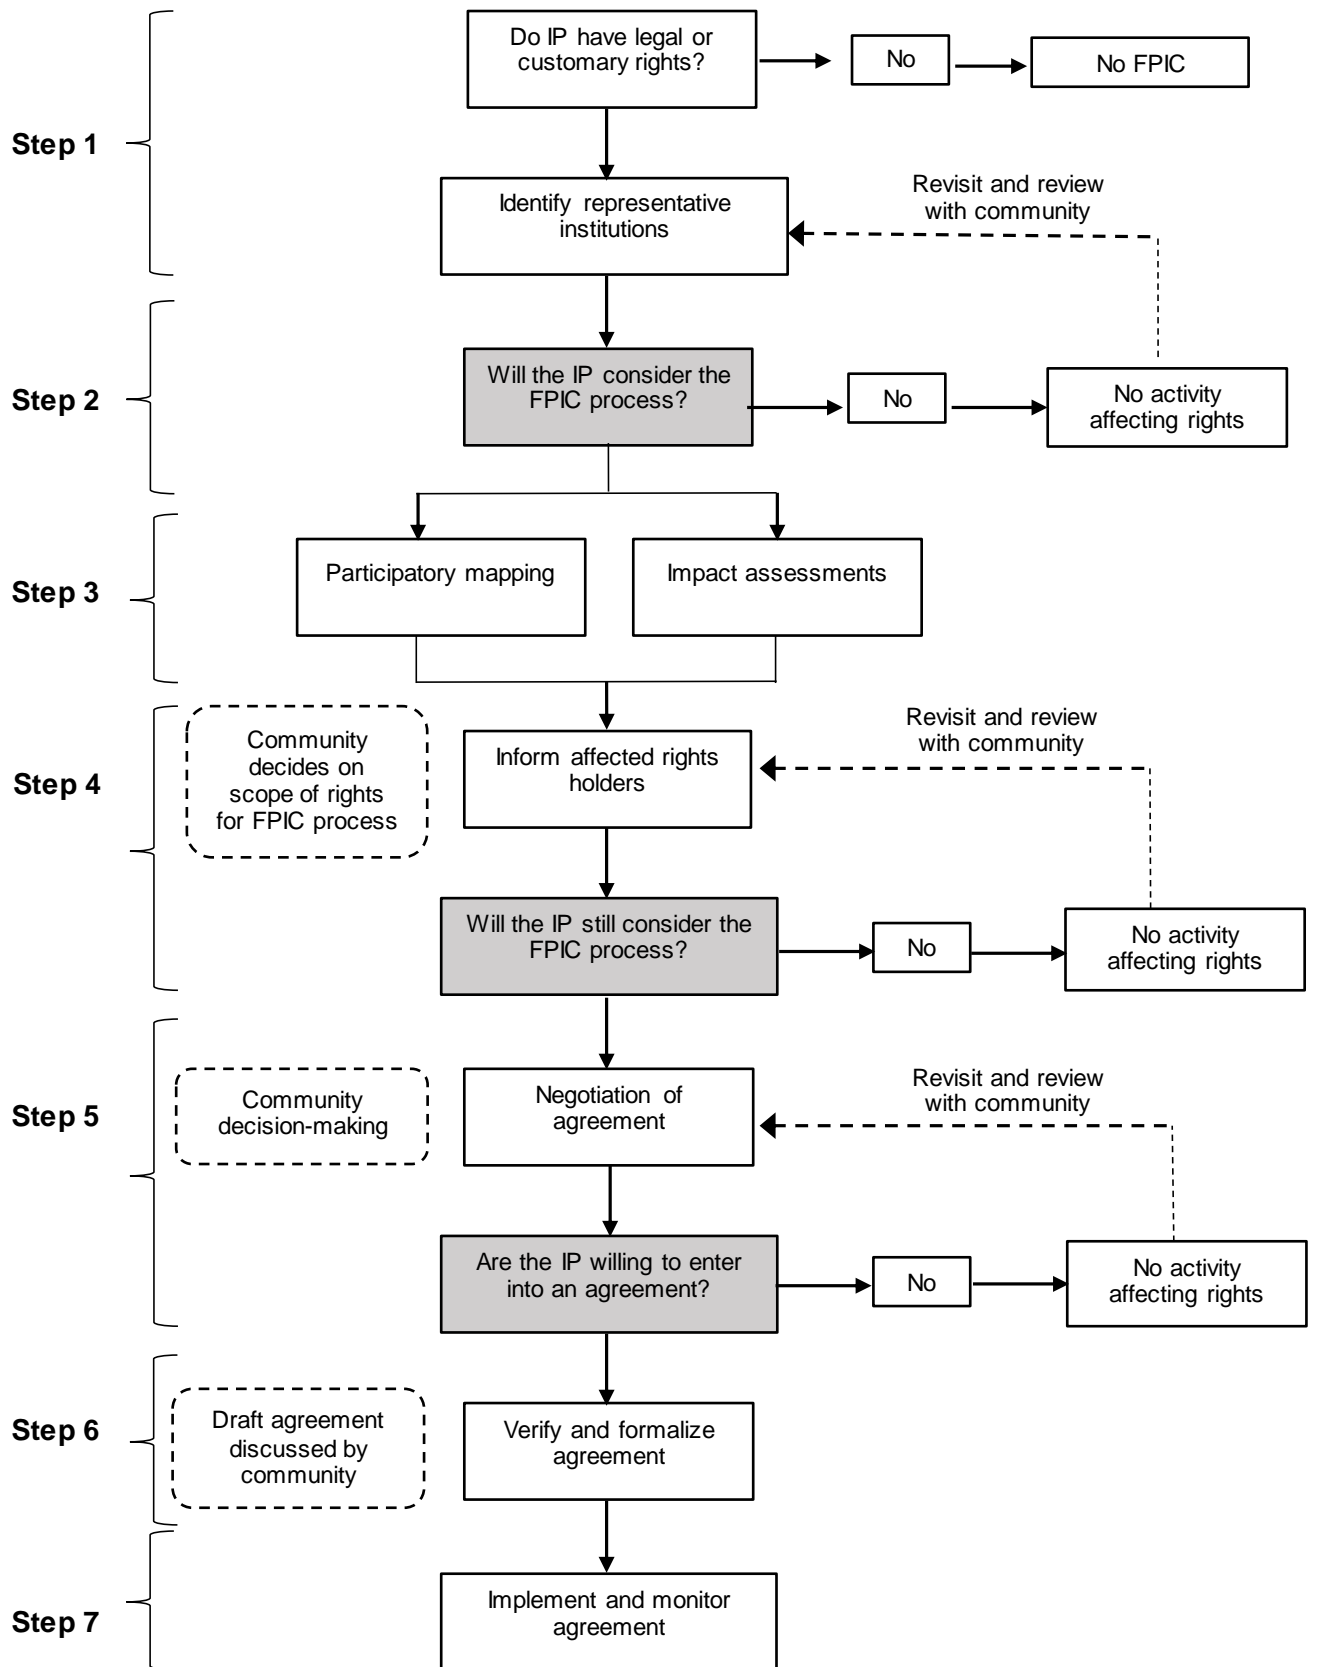 Do IP have legal or
customary rights?
No
No FPIC
Step 1
Identify representative
institutions
Revisit and review
with community
Step 2
Will the IP consider the
FPIC process?
No
No activity
affecting rights
Step 3
Participatory mapping
Impact assessments
Step 4
Community
decides on
scope of rights
for FPIC process
Inform affected rights
holders
Revisit and review
with community
Will the IP still consider the
FPIC process?
No
No activity
affecting rights
Step 5
Community
decision-making
Negotiation of
agreement
Revisit and review
with community
Are the IP willing to enter
into an agreement?
No
No activity
affecting rights
Step 6
Draft agreement
discussed by
community
Verify and formalize
agreement
Step 7
Implement and monitor
agreement